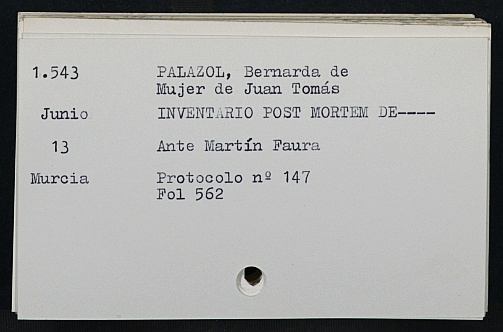 1.543 PALAZOL, Bernarda de
Mujer de Juan Tomás
Junio INVENTARIO POST MORTEM DE----
13 Ante Martín Faura
Murcia Protocolo nº 147
Fol 562